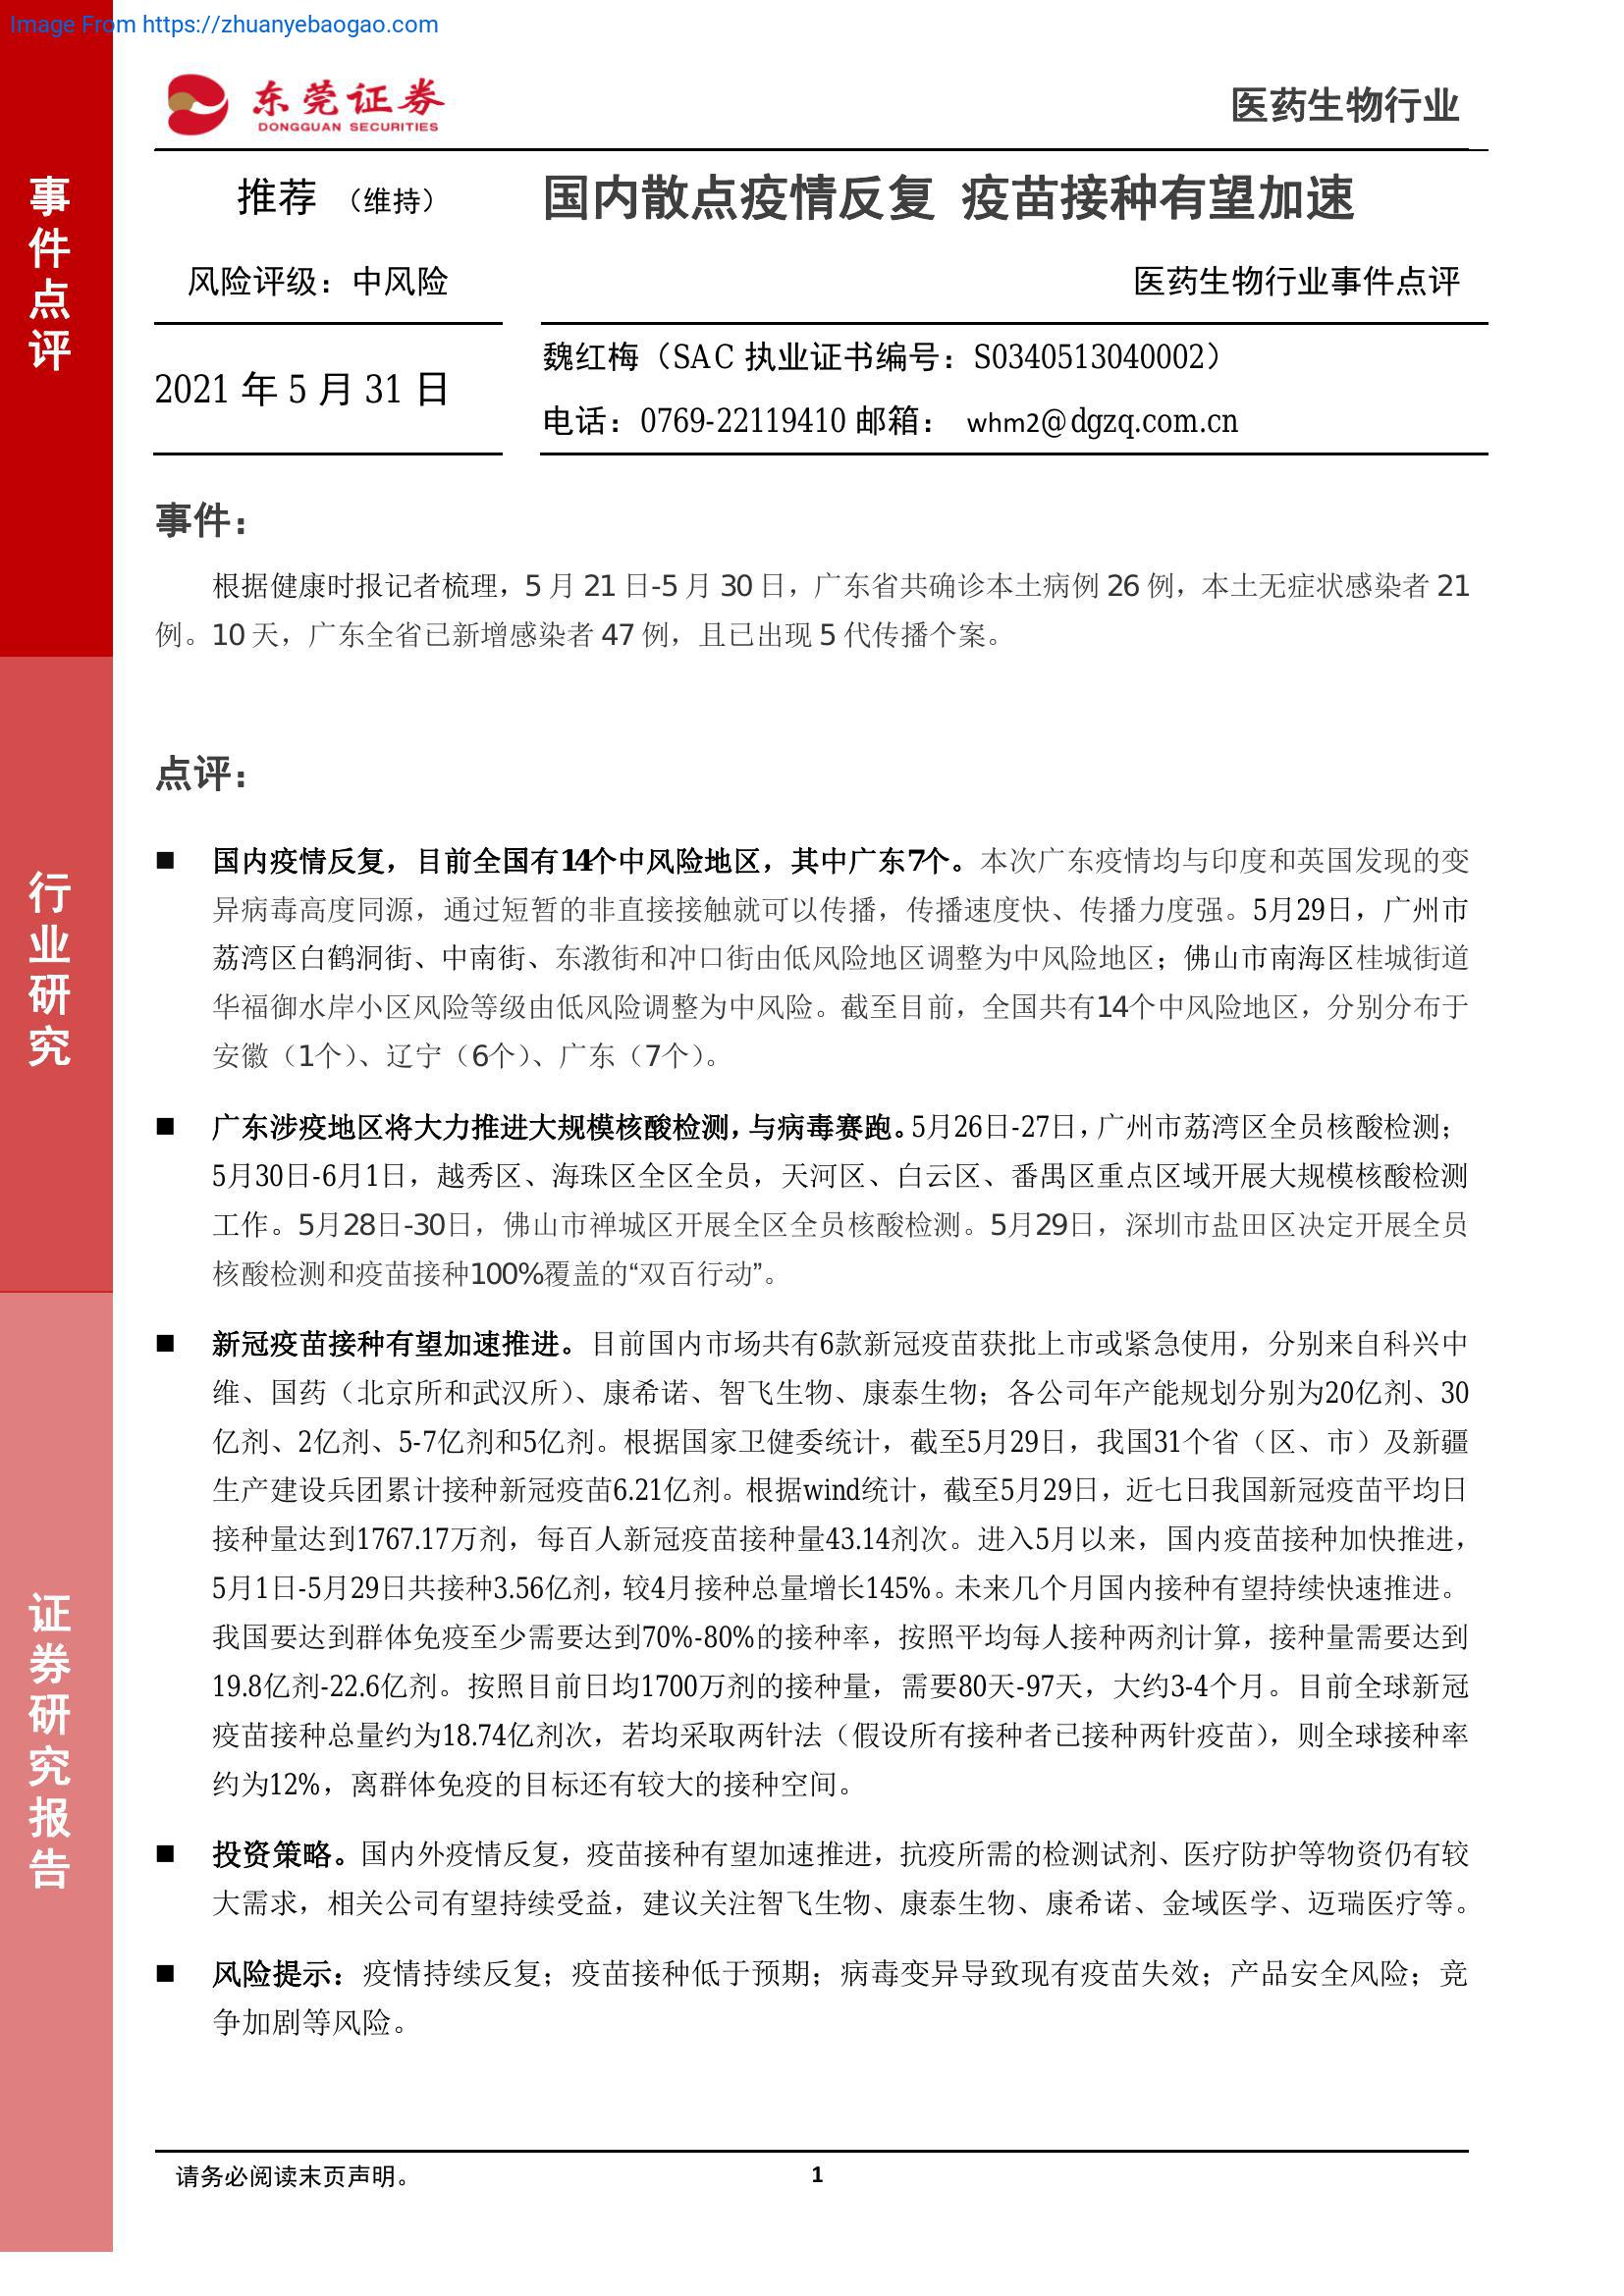 Image From https://zhuanyebaogao.com
东莞证券
DONGGUAN SECURITIES
医药生物行业
事件点评
行业研究
证券研究报告
推荐 （维持）
国内散点疫情反复 疫苗接种有望加速
风险评级：中风险
医药生物行业事件点评
2021 年 5 月 31 日
魏红梅（SAC 执业证书编号：S0340513040002）
电话：0769-22119410 邮箱： whm2@dgzq.com.cn
事件：
根据健康时报记者梳理，5 月 21 日-5 月 30 日，广东省共确诊本土病例 26 例，本土无症状感染者 21
例。10 天，广东全省已新增感染者 47 例，且已出现 5 代传播个案。
点评：
■ 国内疫情反复，目前全国有14个中风险地区，其中广东7个。本次广东疫情均与印度和英国发现的变
异病毒高度同源，通过短暂的非直接接触就可以传播，传播速度快、传播力度强。5月29日，广州市
荔湾区白鹤洞街、中南街、东漖街和冲口街由低风险地区调整为中风险地区；佛山市南海区桂城街道
华福御水岸小区风险等级由低风险调整为中风险。截至目前，全国共有14个中风险地区，分别分布于
安徽（1个）、辽宁（6个）、广东（7个）。
■ 广东涉疫地区将大力推进大规模核酸检测，与病毒赛跑。5月26日-27日，广州市荔湾区全员核酸检测；
5月30日-6月1日，越秀区、海珠区全区全员，天河区、白云区、番禺区重点区域开展大规模核酸检测
工作。5月28日-30日，佛山市禅城区开展全区全员核酸检测。5月29日，深圳市盐田区决定开展全员
核酸检测和疫苗接种100%覆盖的“双百行动”。
■ 新冠疫苗接种有望加速推进。目前国内市场共有6款新冠疫苗获批上市或紧急使用，分别来自科兴中
维、国药（北京所和武汉所）、康希诺、智飞生物、康泰生物；各公司年产能规划分别为20亿剂、30
亿剂、2亿剂、5-7亿剂和5亿剂。根据国家卫健委统计，截至5月29日，我国31个省（区、市）及新疆
生产建设兵团累计接种新冠疫苗6.21亿剂。根据wind统计，截至5月29日，近七日我国新冠疫苗平均日
接种量达到1767.17万剂，每百人新冠疫苗接种量43.14剂次。进入5月以来，国内疫苗接种加快推进，
5月1日-5月29日共接种3.56亿剂，较4月接种总量增长145%。未来几个月国内接种有望持续快速推进。
我国要达到群体免疫至少需要达到70%-80%的接种率，按照平均每人接种两剂计算，接种量需要达到
19.8亿剂-22.6亿剂。按照目前日均1700万剂的接种量，需要80天-97天，大约3-4个月。目前全球新冠
疫苗接种总量约为18.74亿剂次，若均采取两针法（假设所有接种者已接种两针疫苗），则全球接种率
约为12%，离群体免疫的目标还有较大的接种空间。
■ 投资策略。国内外疫情反复，疫苗接种有望加速推进，抗疫所需的检测试剂、医疗防护等物资仍有较
大需求，相关公司有望持续受益，建议关注智飞生物、康泰生物、康希诺、金域医学、迈瑞医疗等。
■ 风险提示：疫情持续反复；疫苗接种低于预期；病毒变异导致现有疫苗失效；产品安全风险；竞
争加剧等风险。
请务必阅读末页声明。
1